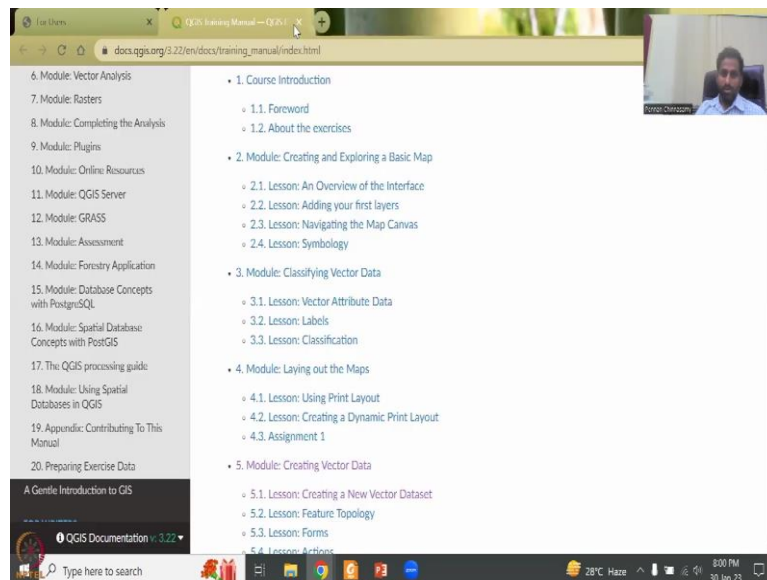 For Users
QGIS Training Manual — QGIS I
docs.qgis.org/3.22/en/docs/training_manual/index.html
Pennan Chinnasamy
6. Module: Vector Analysis
7. Module: Rasters
8. Module: Completing the Analysis
9. Module: Plugins
10. Module: Online Resources
11. Module: QGIS Server
12. Module: GRASS
13. Module: Assessment
14. Module: Forestry Application
15. Module: Database Concepts
with PostgreSQL
16. Module: Spatial Database
Concepts with PostGIS
17. The QGIS processing guide
18. Module: Using Spatial
Databases in QGIS
19. Appendix: Contributing To This
Manual
20. Preparing Exercise Data
A Gentle Introduction to GIS
QGIS Documentation v: 3.22
• 1. Course Introduction
◦ 1.1. Foreword
◦ 1.2. About the exercises
• 2. Module: Creating and Exploring a Basic Map
◦ 2.1. Lesson: An Overview of the Interface
◦ 2.2. Lesson: Adding your first layers
◦ 2.3. Lesson: Navigating the Map Canvas
◦ 2.4. Lesson: Symbology
• 3. Module: Classifying Vector Data
◦ 3.1. Lesson: Vector Attribute Data
◦ 3.2. Lesson: Labels
◦ 3.3. Lesson: Classification
• 4. Module: Laying out the Maps
◦ 4.1. Lesson: Using Print Layout
◦ 4.2. Lesson: Creating a Dynamic Print Layout
◦ 4.3. Assignment 1
• 5. Module: Creating Vector Data
◦ 5.1. Lesson: Creating a New Vector Dataset
◦ 5.2. Lesson: Feature Topology
◦ 5.3. Lesson: Forms
◦ 5.4. Lesson: Actions
NPTEL
Type here to search
28°C Haze
8:00 PM
30-Jan-23